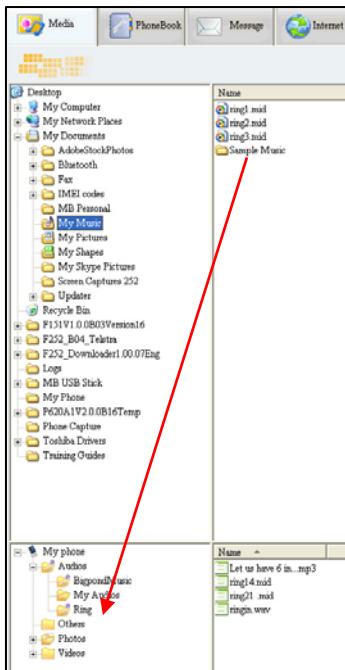 Media PhoneBook Message Internet
Desktop
My Computer
My Network Places
My Documents
AdobeStockPhotos
Bluetooth
Fax
IMEI codes
MB Personal
My Music
My Pictures
My Shapes
My Skype Pictures
Screen Captures 252
Updater
Recycle Bin
F151V1.0.0B03Version16
F252_B04_Telstra
F252_Downloader1.00.07Eng
Logs
MB USB Stick
My Phone
P620A1V2.0.0B16Temp
Phone Capture
Toshiba Drivers
Training Guides
Name
ring1.mid
ring2.mid
ring3.mid
Sample Music
My phone
Audios
BigpondMusic
My Audios
Ring
Others
Photos
Videos
Name
Let us have 6 in...mp3
ring14.mid
ring21 .mid
ringin.wav